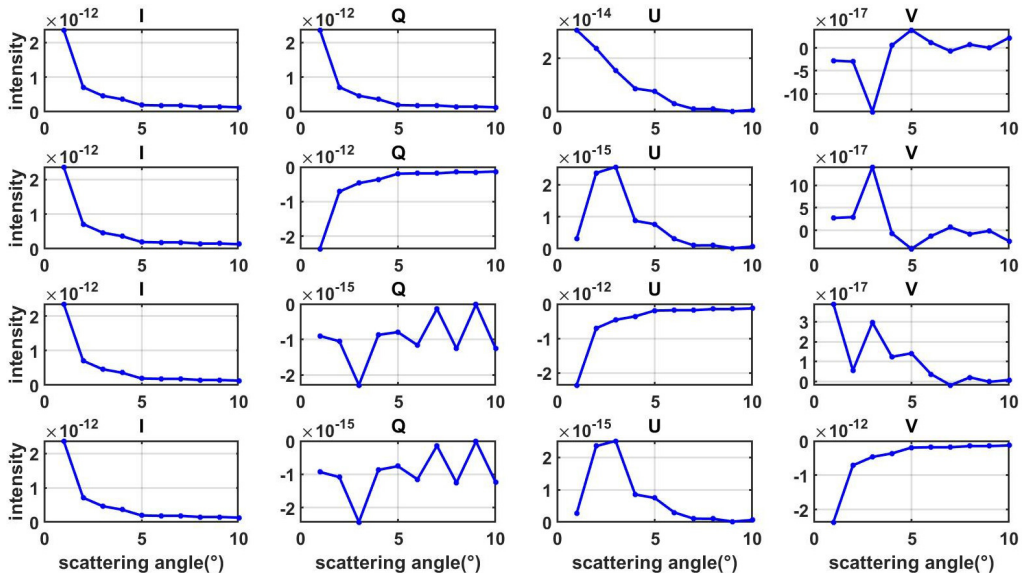 ×10⁻¹² I ×10⁻¹² Q ×10⁻¹⁴ U ×10⁻¹⁷ V
intensity
2 1 0
2 1 0
2 0
0 -5 -10
0 5 10 0 5 10 0 5 10 0 5 10
×10⁻¹² I ×10⁻¹² Q ×10⁻¹⁵ U ×10⁻¹⁷ V
intensity
2 1 0
0 -1 -2
2 1 0
10 5 0
0 5 10 0 5 10 0 5 10 0 5 10
×10⁻¹² I ×10⁻¹⁵ Q ×10⁻¹² U ×10⁻¹⁷ V
intensity
2 1 0
0 -1 -2
0 -1 -2
3 2 1 0
0 5 10 0 5 10 0 5 10 0 5 10
×10⁻¹² I ×10⁻¹⁵ Q ×10⁻¹⁵ U ×10⁻¹² V
intensity
2 1 0
0 -1 -2
2 1 0
0 -1 -2
0 5 10 0 5 10 0 5 10 0 5 10
scattering angle(°) scattering angle(°) scattering angle(°) scattering angle(°)